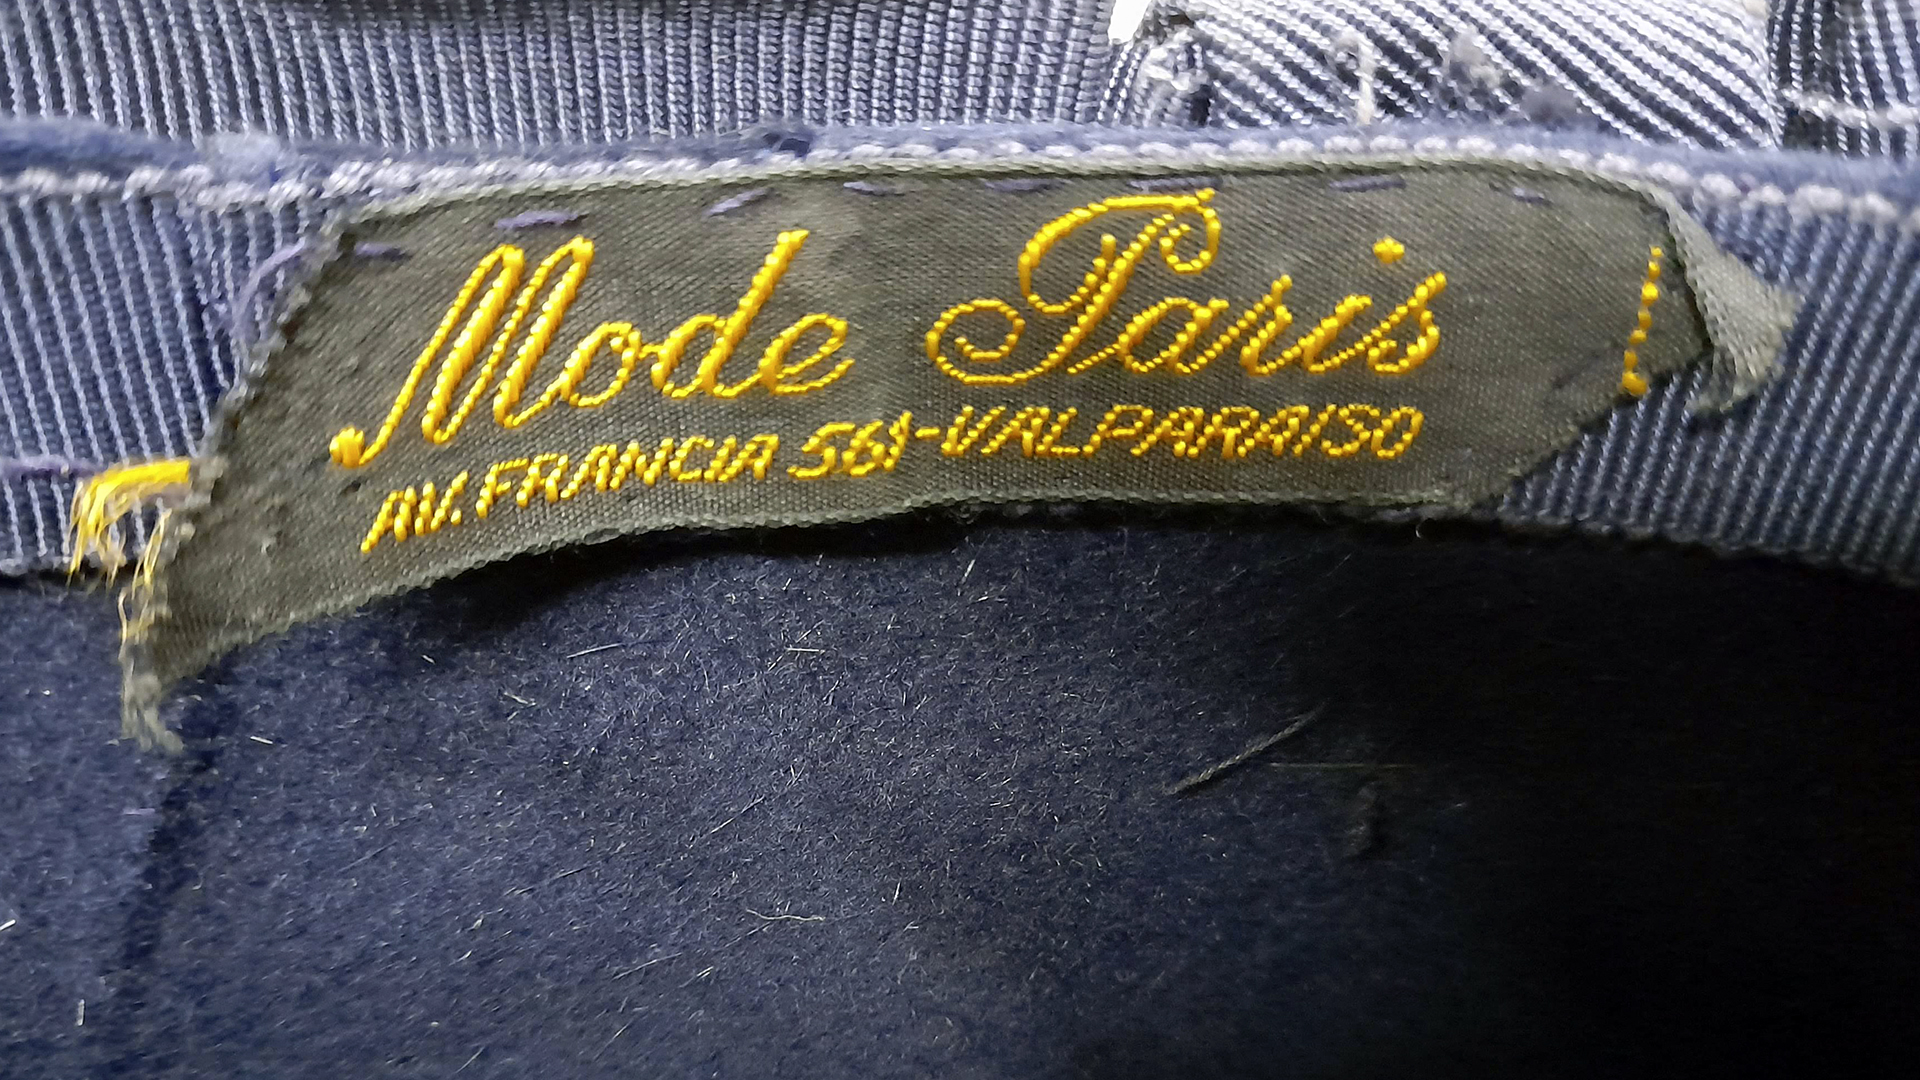 Mode Paris
AV. FRANCIA 561-VALPARAISO